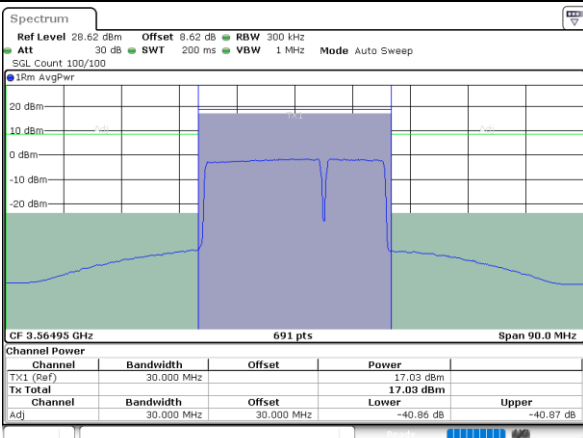 Spectrum
Ref Level 28.62 dBm Offset 8.62 dB RBW 300 kHz
Att 30 dB SWT 200 ms VBW 1 MHz Mode Auto Sweep
SGL Count 100/100
1Rm AvgPwr
20 dBm
TX1
10 dBm Adj Adj
0 dBm
-10 dBm
-20 dBm
CF 3.56495 GHz 691 pts Span 90.0 MHz
Channel Power
Channel Bandwidth Offset Power
TX1 (Ref) 30.000 MHz 17.03 dBm
Tx Total 17.03 dBm
Channel Bandwidth Offset Lower Upper
Adj 30.000 MHz 30.000 MHz -40.86 dB -40.87 dB